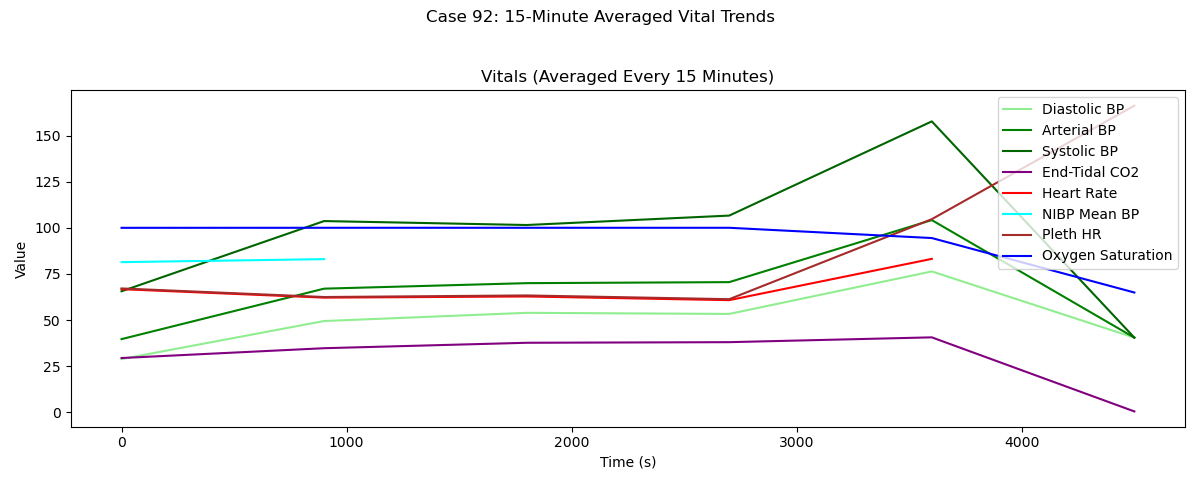 Case 92: 15-Minute Averaged Vital Trends
Vitals (Averaged Every 15 Minutes)
Value
150
125
100
75
50
25
0
Diastolic BP
Arterial BP
Systolic BP
End-Tidal CO2
Heart Rate
NIBP Mean BP
Pleth HR
Oxygen Saturation
0 1000 2000 3000 4000
Time (s)